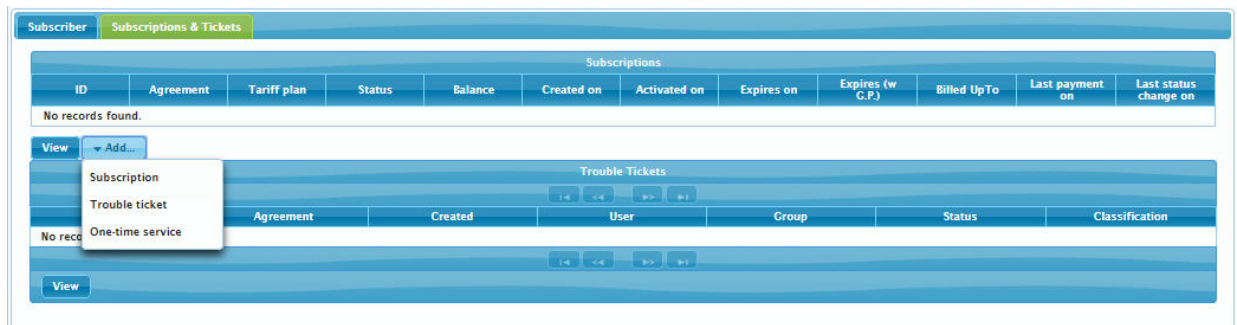 Subscriber Subscriptions & Tickets
Subscriptions
ID Agreement Tariff plan Status Balance Created on Activated on Expires on Expires (w G.P.) Billed UpTo Last payment on Last status change on
No records found.
View Add...
Subscription
Trouble ticket
One-time service
Trouble Tickets
Agreement Created User Group Status Classification
No reco
View